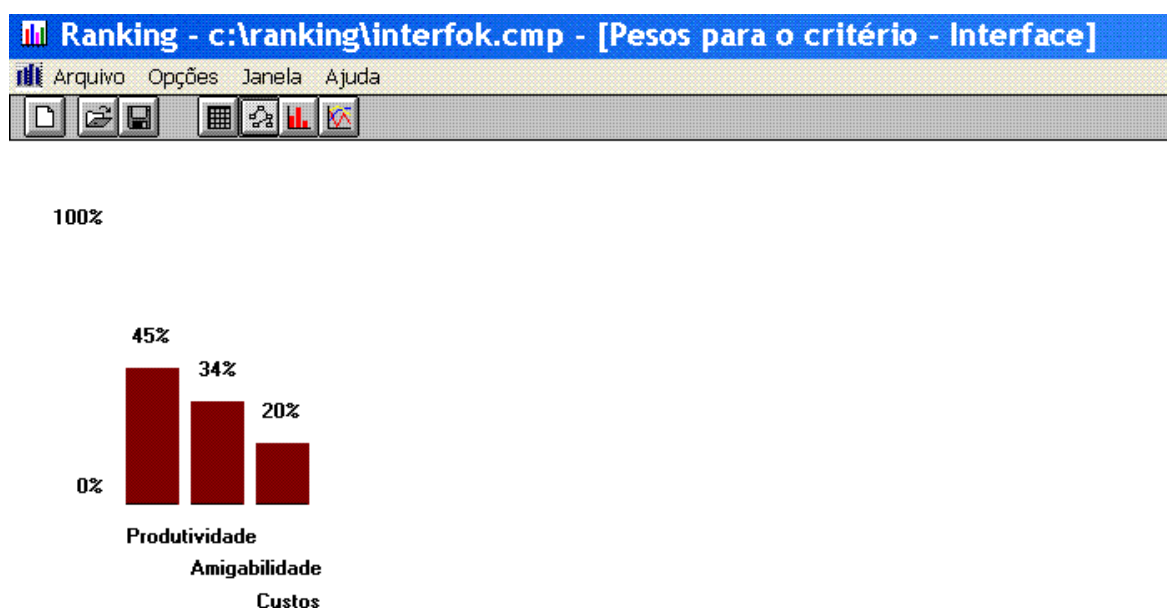 Ranking - c:\ranking\interfok.cmp - [Pesos para o critério - Interface]
Arquivo Opções Janela Ajuda
100%
45%
34%
20%
0%
Produtividade
Amigabilidade
Custos